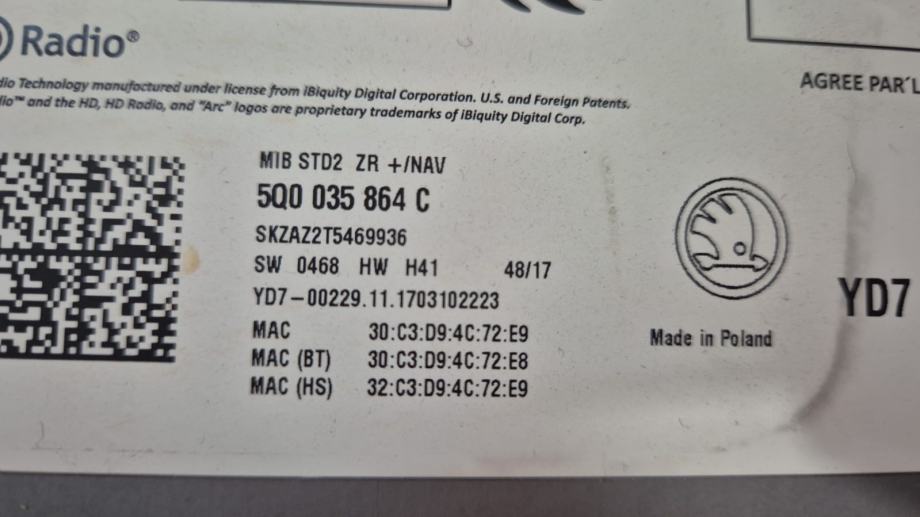 Radio®
AGREE PAR'L
dio Technology manufactured under license from iBiquity Digital Corporation. U.S. and Foreign Patents.
dio™ and the HD, HD Radio, and "Arc" logos are proprietary trademarks of iBiquity Digital Corp.
MIB STD2 ZR +/NAV
5Q0 035 864 C
SKZAZ2T5469936
SW 0468 HW H41 48/17
YD7-00229.11.1703102223
YD7
MAC 30:C3:D9:4C:72:E9
Made in Poland
MAC (BT) 30:C3:D9:4C:72:E8
MAC (HS) 32:C3:D9:4C:72:E9